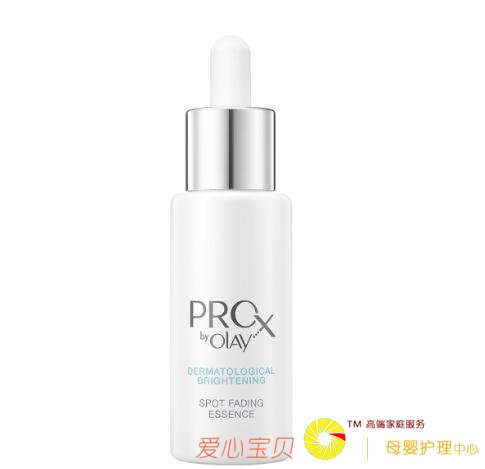 PROX
by OLAY
DERMATOLOGICAL
BRIGHTENING
SPOT FADING
ESSENCE
爱心宝贝
TM 高端家庭服务
母婴护理中心